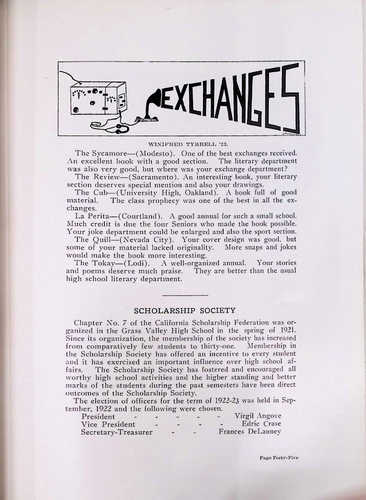 EXCHANGES
WINIFRED TYRRELL '23.
The Sycamore—(Modesto). One of the best exchanges received.
An excellent book with a good section. The literary department
was also very good, but where was your exchange department?
The Review—(Sacramento). An interesting book, your literary
section deserves special mention and also your drawings.
The Cub—(University High, Oakland). A book full of good
material. The class prophecy was one of the best in all the ex-
changes.
La Perita—(Courtland). A good annual for such a small school.
Much credit is due the four Seniors who made the book possible.
Your joke department could be enlarged and also the sport section.
The Quill—(Nevada City). Your cover design was good, but
some of your material lacked originality. More snaps and jokes
would make the book more interesting.
The Tokay—(Lodi). A well-organized annual. Your stories
and poems deserve much praise. They are better than the usual
high school literary department.
SCHOLARSHIP SOCIETY
Chapter No. 7 of the California Scholarship Federation was or-
ganized in the Grass Valley High School in the spring of 1921.
Since its organization, the membership of the society has increased
from comparatively few students to thirty-one. Membership in
the Scholarship Society has offered an incentive to every student
and it has exercised an important influence over high school af-
fairs. The Scholarship Society has fostered and encouraged all
worthy high school activities and the higher standing and better
marks of the students during the past semesters have been direct
outcomes of the Scholarship Society.
The election of officers for the term of 1922-23 was held in Sep-
tember, 1922 and the following were chosen.
President - - - - - Virgil Angove
Vice President - - - - Edric Crase
Secretary-Treasurer - - Frances DeLauney
Page Forty-Five